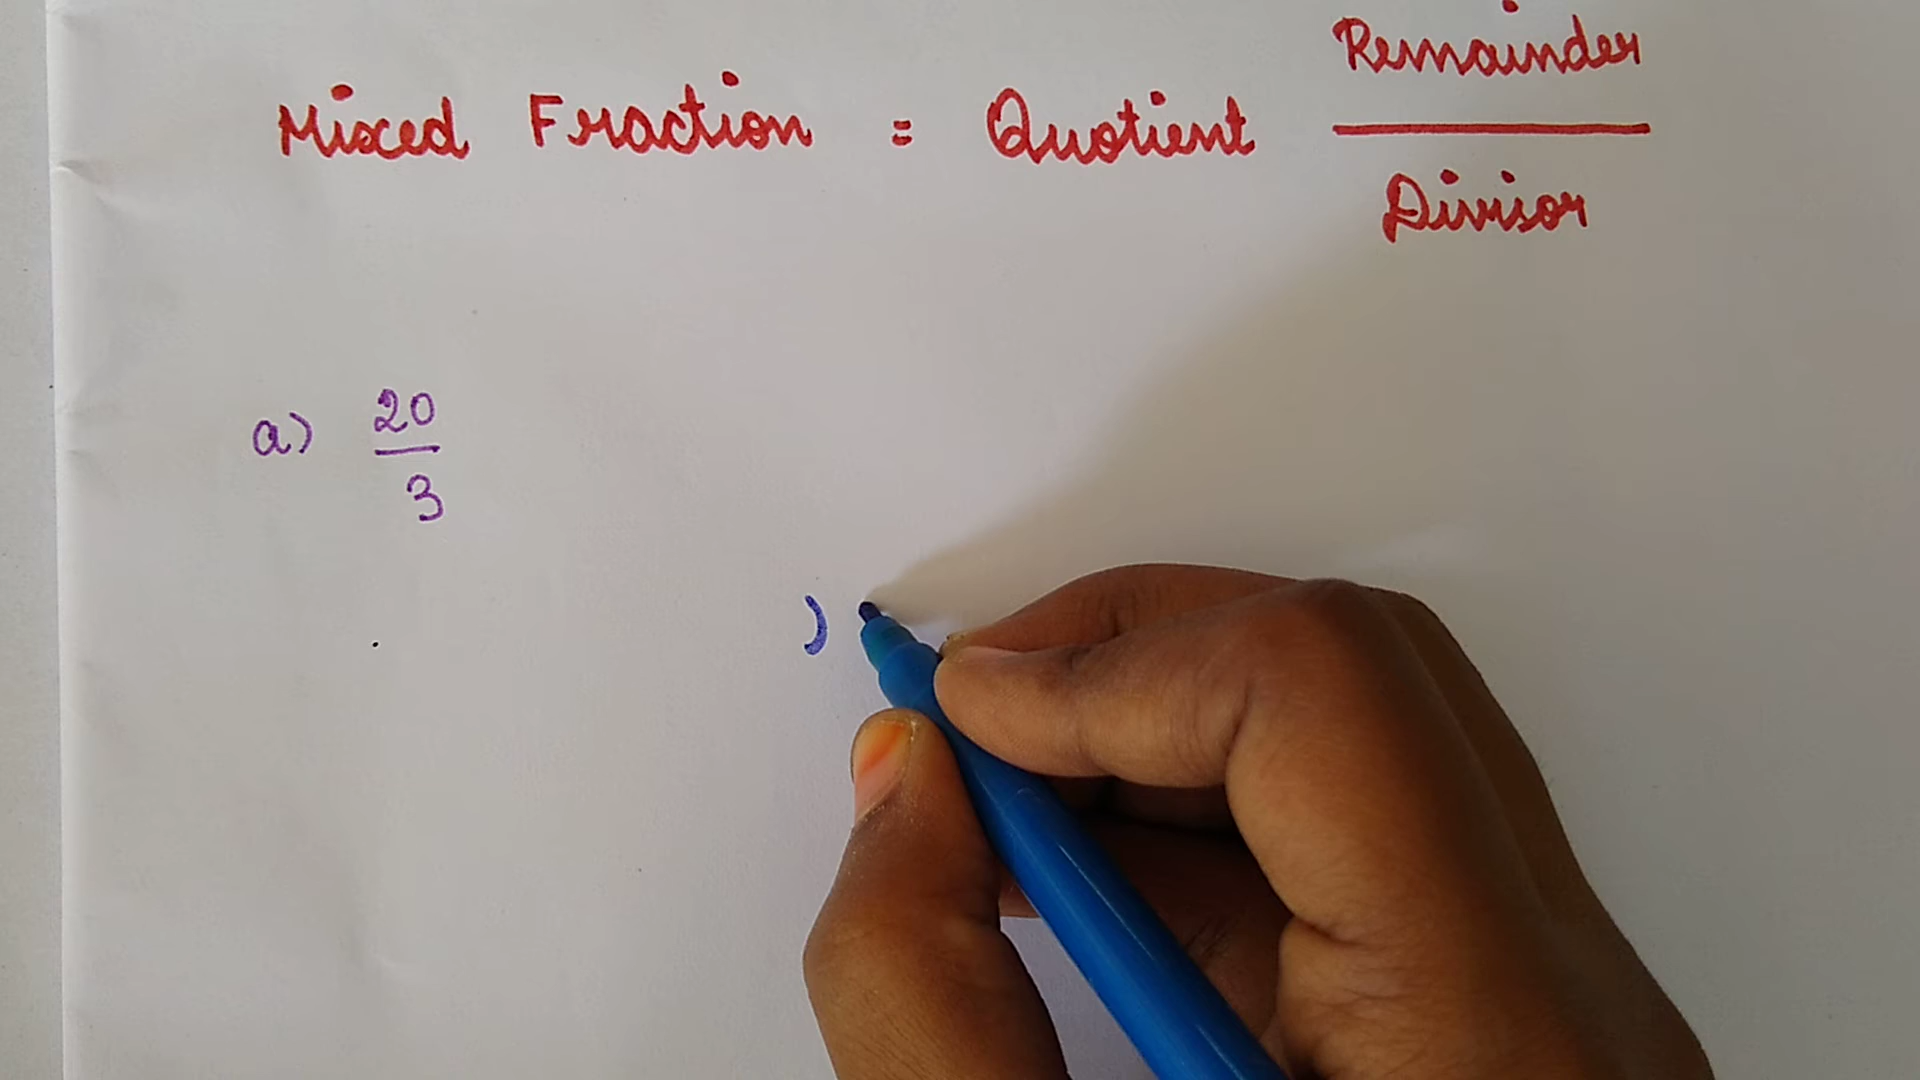 Mixed Fraction = Quotient Remainder
Divisor
a) 20
3
)